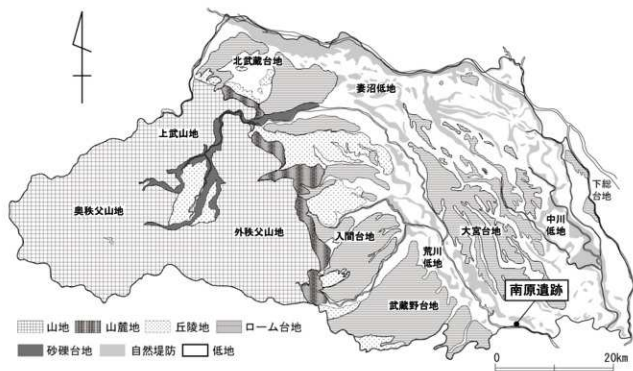 北武蔵台地
妻沼低地
上武山地
下総
台地
奥秩父山地
外秩父山地
入間台地
大宮台地
中川
低地
荒川
低地
武蔵野台地
南原遺跡
山地 山麓地 丘陵地 ローム台地
砂礫台地 自然堤防 低地
0 20km